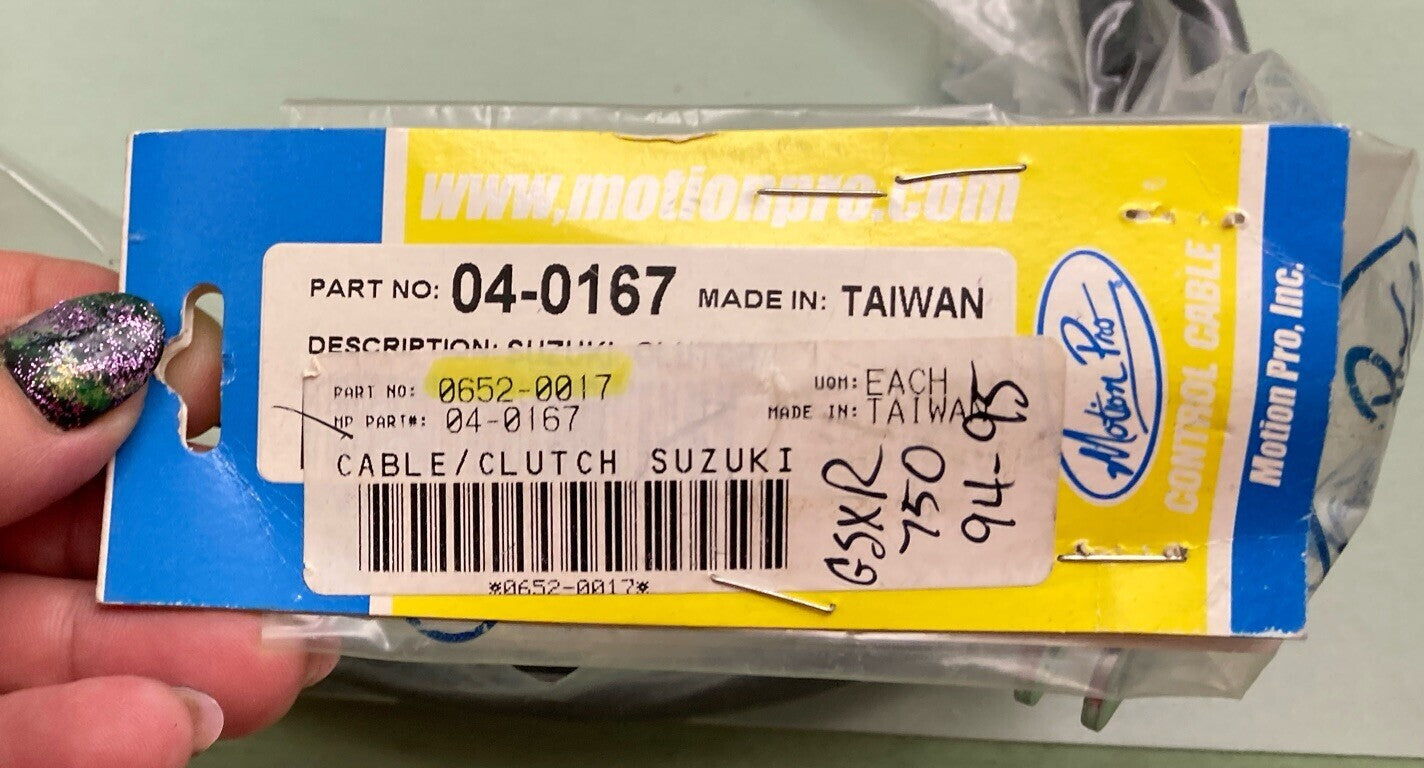 www.motionpro.com
PART NO: 04-0167 MADE IN: TAIWAN
DESCRIPTION: SUZUKI
PART NO: 0652-0017 UOM: EACH
MP PART#: 04-0167 MADE IN: TAIWAN
CABLE/CLUTCH SUZUKI
*0652-0017*
GSXR
750
94-95
Motion Pro
CONTROL CABLE
Motion Pro, Inc.